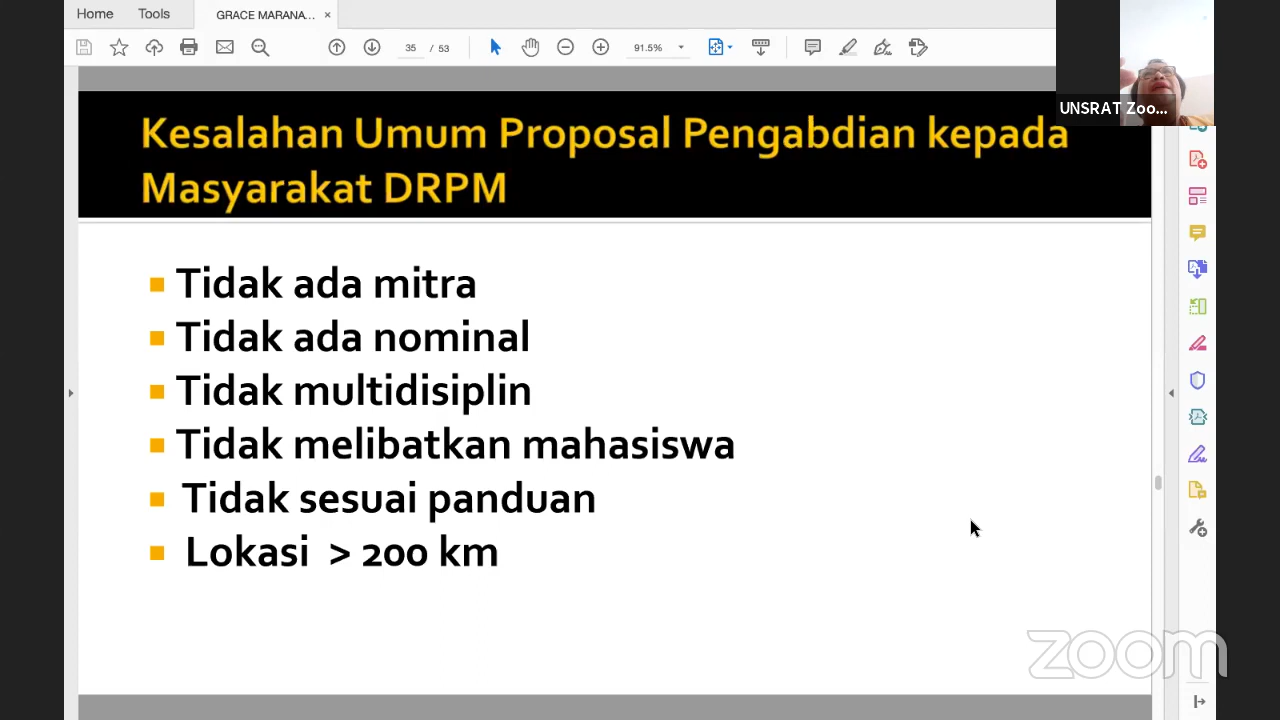 Home Tools GRACE MARANA... ×
35 / 53 91.5%
UNSRAT Zoo...
Kesalahan Umum Proposal Pengabdian kepada
Masyarakat DRPM
Tidak ada mitra
Tidak ada nominal
Tidak multidisiplin
Tidak melibatkan mahasiswa
Tidak sesuai panduan
Lokasi > 200 km
zoom